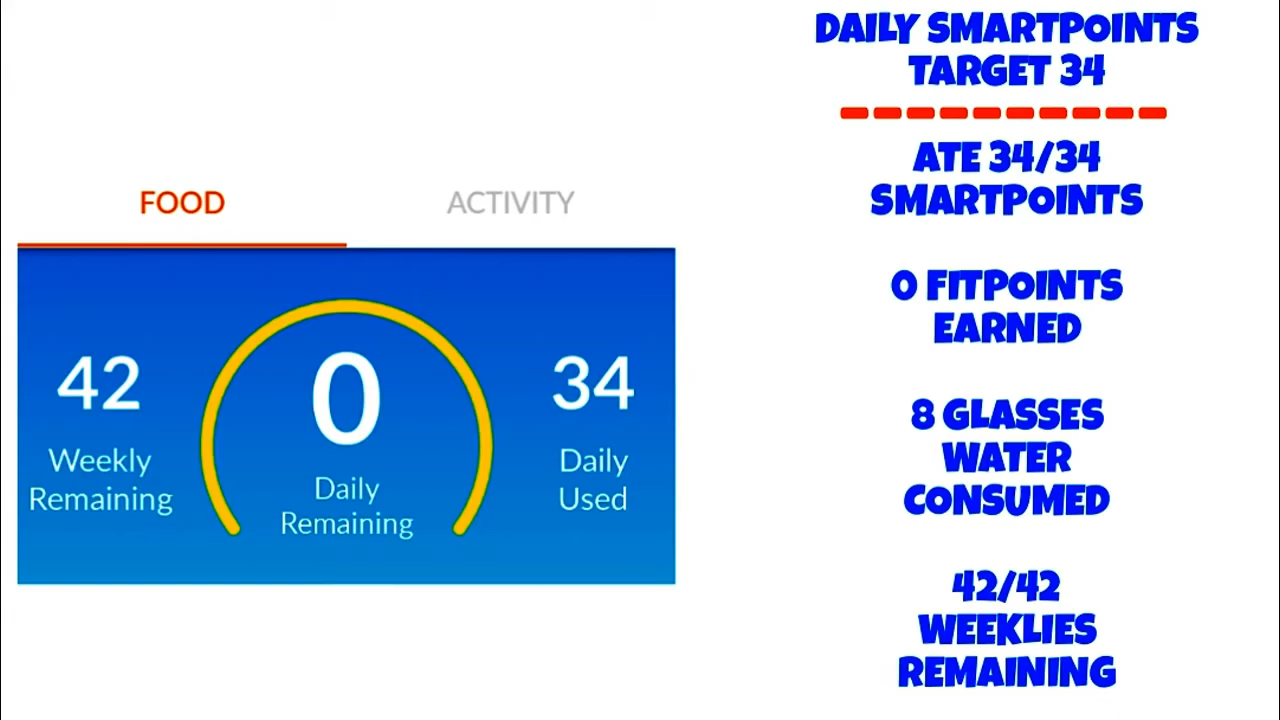 FOOD
ACTIVITY
42
Weekly
Remaining
0
Daily
Remaining
34
Daily
Used
DAILY SMARTPOINTS
TARGET 34
ATE 34/34
SMARTPOINTS
0 FITPOINTS
EARNED
8 GLASSES
WATER
CONSUMED
42/42
WEEKLIES
REMAINING